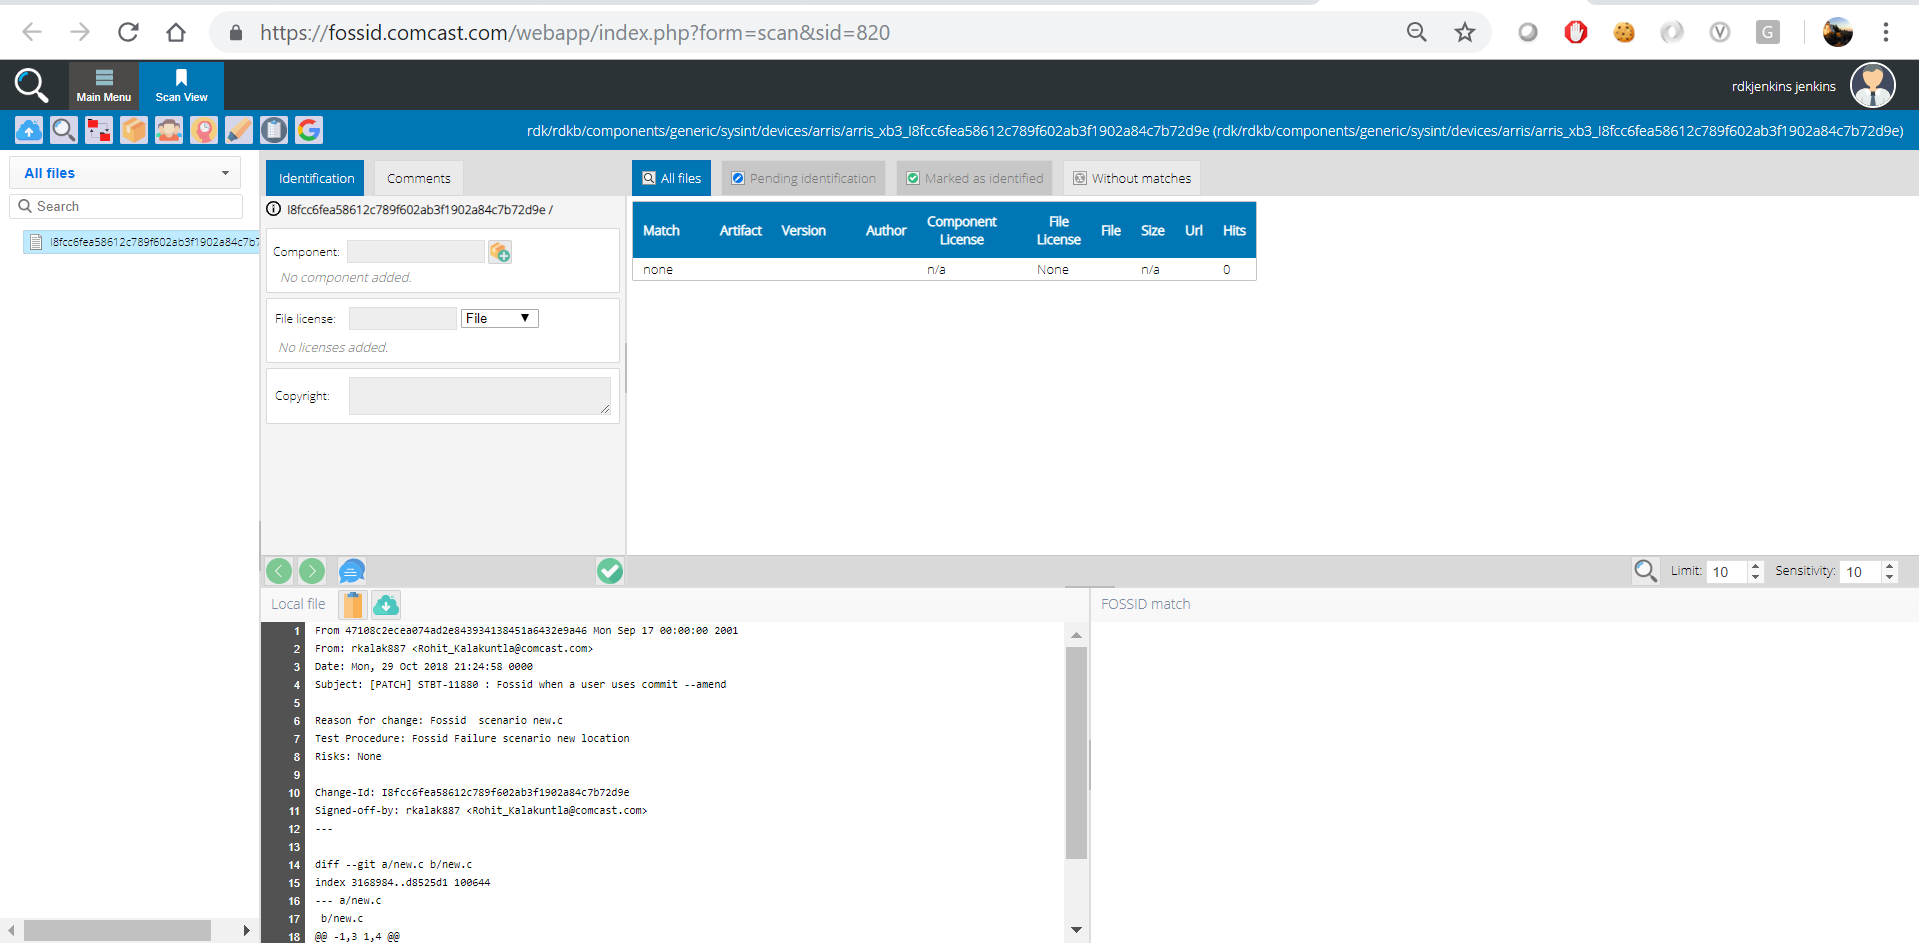 https://fossid.comcast.com/webapp/index.php?form=scan&sid=820
V
G
Main Menu
Scan View
rdkjenkins jenkins
rdk/rdkb/components/generic/sysint/devices/arris/arris_xb3_I8fcc6fea58612c789f602ab3f1902a84c7b72d9e (rdk/rdkb/components/generic/sysint/devices/arris/arris_xb3_I8fcc6fea58612c789f602ab3f1902a84c7b72d9e)
All files
Search
I8fcc6fea58612c789f602ab3f1902a84c7b7
Identification
Comments
I8fcc6fea58612c789f602ab3f1902a84c7b72d9e /
Component:
No component added.
File license:
File
No licenses added.
Copyright:
All files
Pending identification
Marked as identified
Without matches
Match Artifact Version Author Component License File License File Size Url Hits
none n/a None n/a 0
Limit: 10
Sensitivity: 10
Local file
FOSSID match
1 From 47108c2ecea074ad2e843934138451a6432e9a46 Mon Sep 17 00:00:00 2001
2 From: rkalak887 <Rohit_Kalakuntla@comcast.com>
3 Date: Mon, 29 Oct 2018 21:24:58 0000
4 Subject: [PATCH] STBT-11880 : Fossid when a user uses commit --amend
5
6 Reason for change: Fossid  scenario new.c
7 Test Procedure: Fossid Failure scenario new location
8 Risks: None
9
10 Change-Id: I8fcc6fea58612c789f602ab3f1902a84c7b72d9e
11 Signed-off-by: rkalak887 <Rohit_Kalakuntla@comcast.com>
12 ---
13
14 diff --git a/new.c b/new.c
15 index 3168984..d8525d1 100644
16 --- a/new.c
17  b/new.c
18 @@ -1,3 1,4 @@